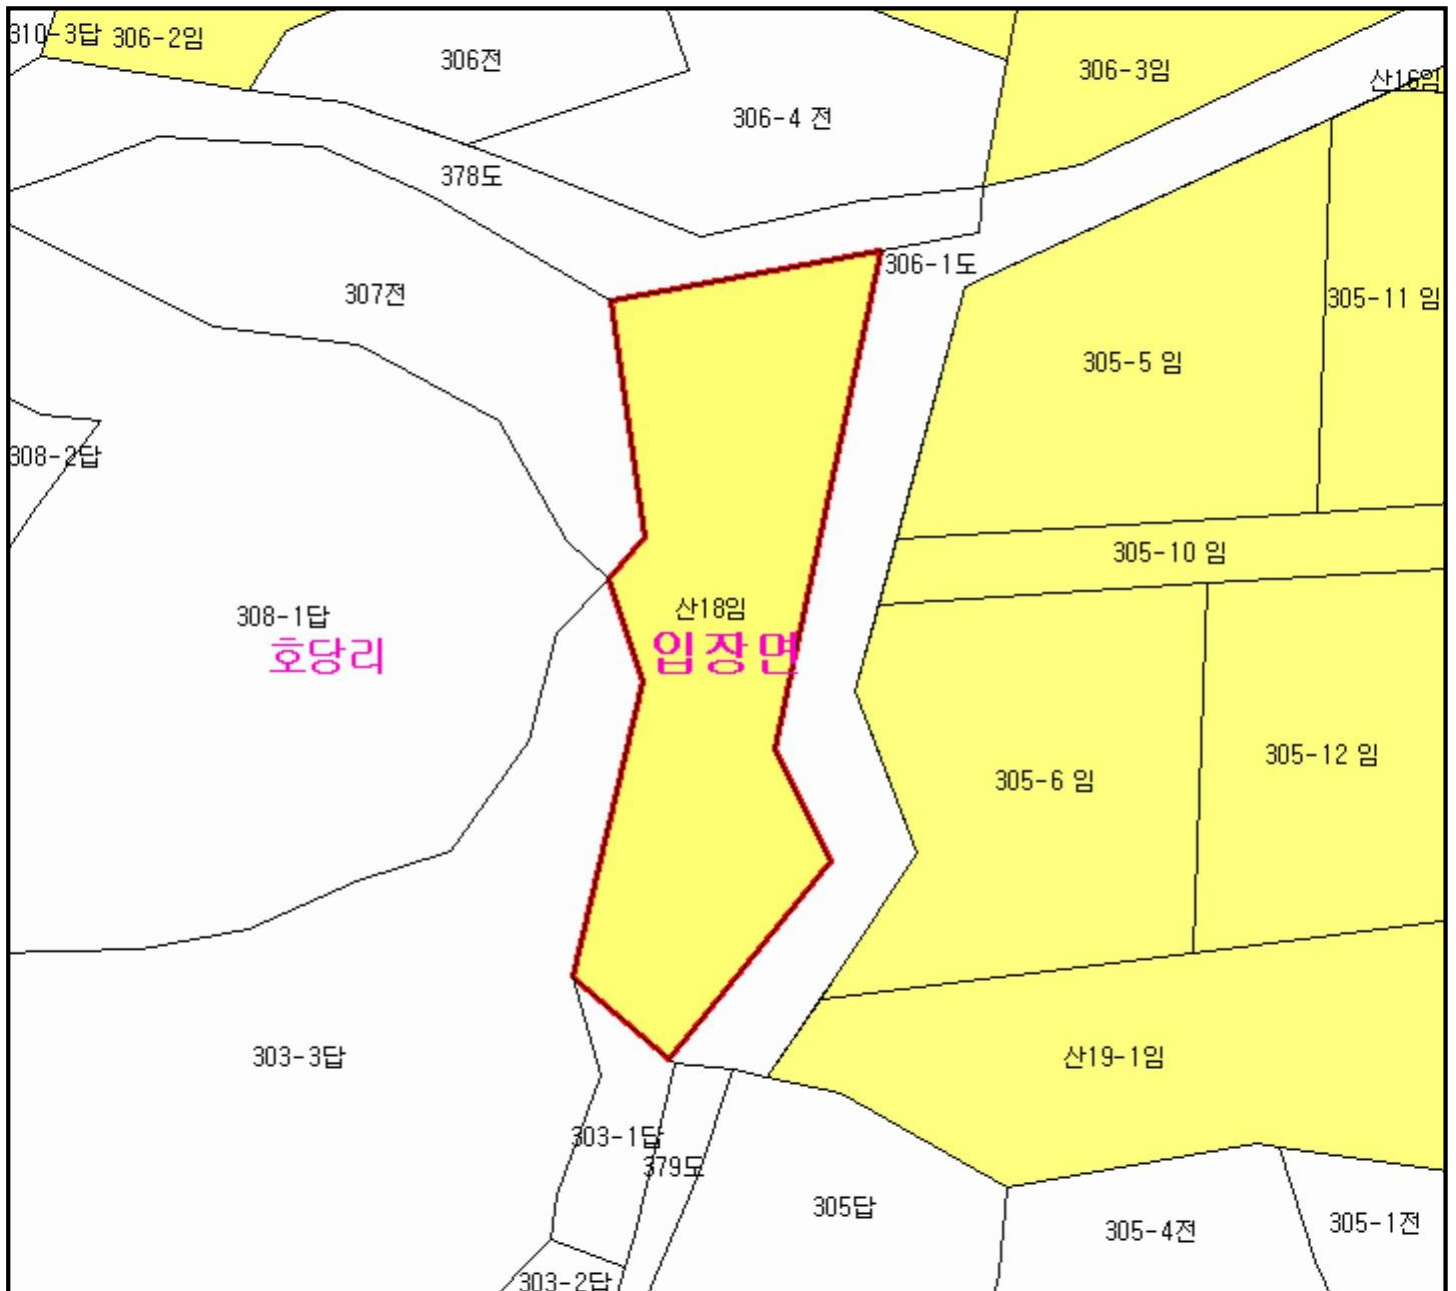 310-3답
306-2임
306전
306-3임
산16임
306-4 전
378도
306-1도
307전
305-11 임
305-5 임
308-2답
305-10 임
308-1답
산18임
호당리
입장면
305-12 임
305-6 임
303-3답
산19-1임
303-1답
379도
305답
305-4전
305-1전
303-2답